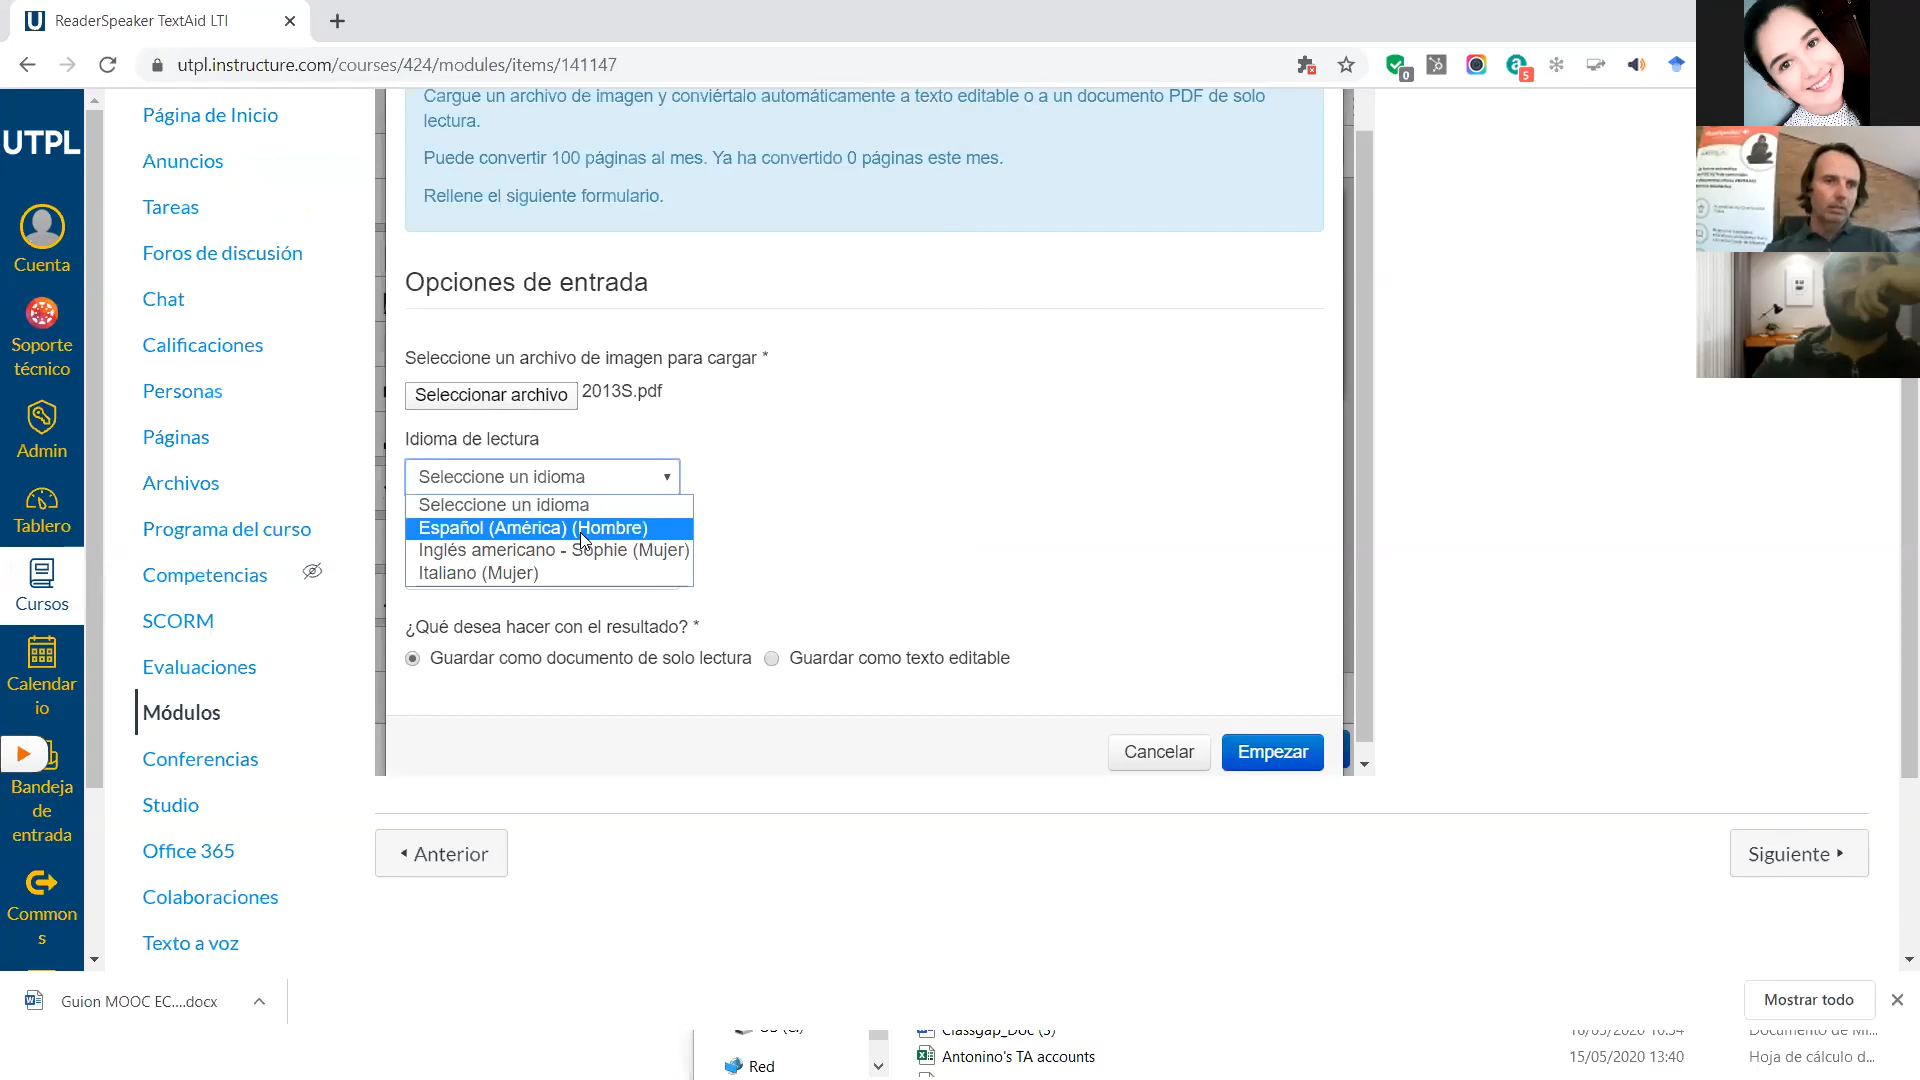 ReaderSpeaker TextAid LTI
utpl.instructure.com/courses/424/modules/items/141147
0
5
UTPL
Cuenta
Soporte
técnico
Admin
Tablero
Cursos
Calendar
io
Bandeja
de
entrada
Common
s
Página de Inicio
Anuncios
Tareas
Foros de discusión
Chat
Calificaciones
Personas
Páginas
Archivos
Programa del curso
Competencias
SCORM
Evaluaciones
Módulos
Conferencias
Studio
Office 365
Colaboraciones
Texto a voz
Cargue un archivo de imagen y conviértalo automáticamente a texto editable o a un documento PDF de solo
lectura.
Puede convertir 100 páginas al mes. Ya ha convertido 0 páginas este mes.
Rellene el siguiente formulario.
Opciones de entrada
Seleccione un archivo de imagen para cargar *
Seleccionar archivo 2013S.pdf
Idioma de lectura
Seleccione un idioma
Seleccione un idioma
Español (América) (Hombre)
Inglés americano - Sophie (Mujer)
Italiano (Mujer)
¿Qué desea hacer con el resultado? *
Guardar como documento de solo lectura Guardar como texto editable
Cancelar Empezar
Anterior Siguiente
Guion MOOC EC....docx
Mostrar todo
Red
Classgap_Doc (3)
Antonino's TA accounts 15/05/2020 13:40 Hoja de cálculo d...